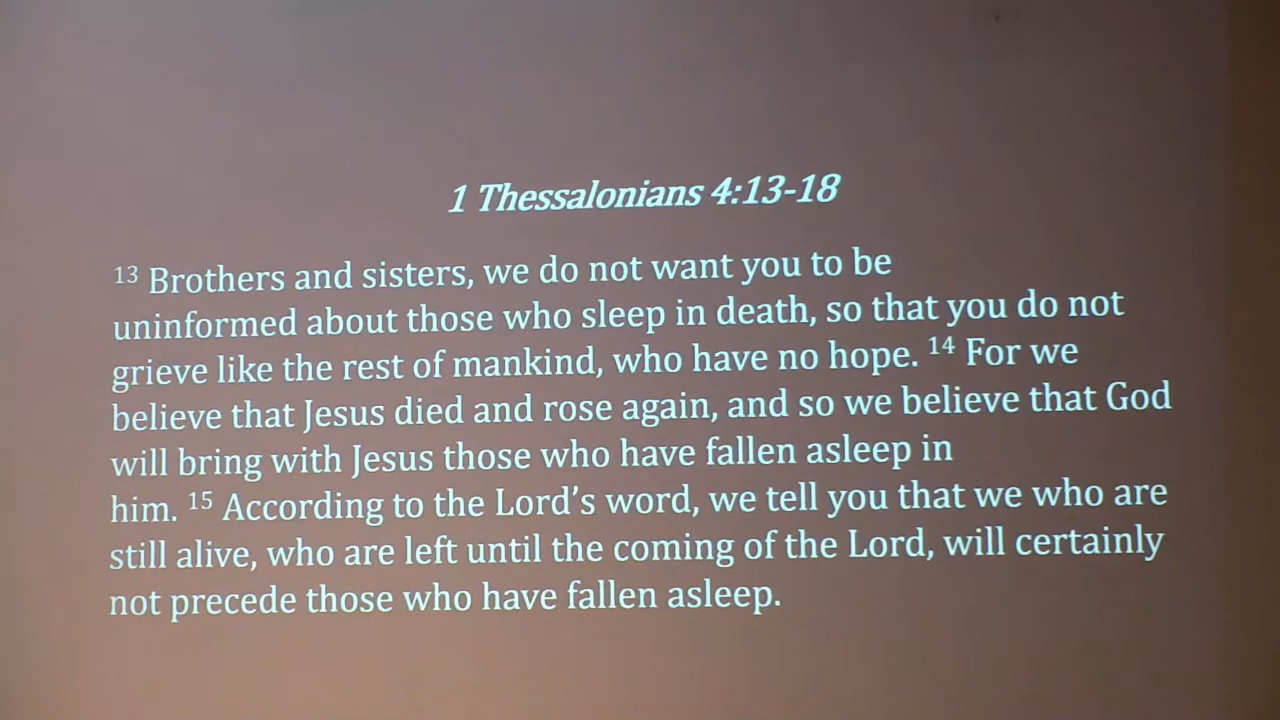 1 Thessalonians 4:13-18
13 Brothers and sisters, we do not want you to be
uninformed about those who sleep in death, so that you do not
grieve like the rest of mankind, who have no hope. 14 For we
believe that Jesus died and rose again, and so we believe that God
will bring with Jesus those who have fallen asleep in
him. 15 According to the Lord’s word, we tell you that we who are
still alive, who are left until the coming of the Lord, will certainly
not precede those who have fallen asleep.